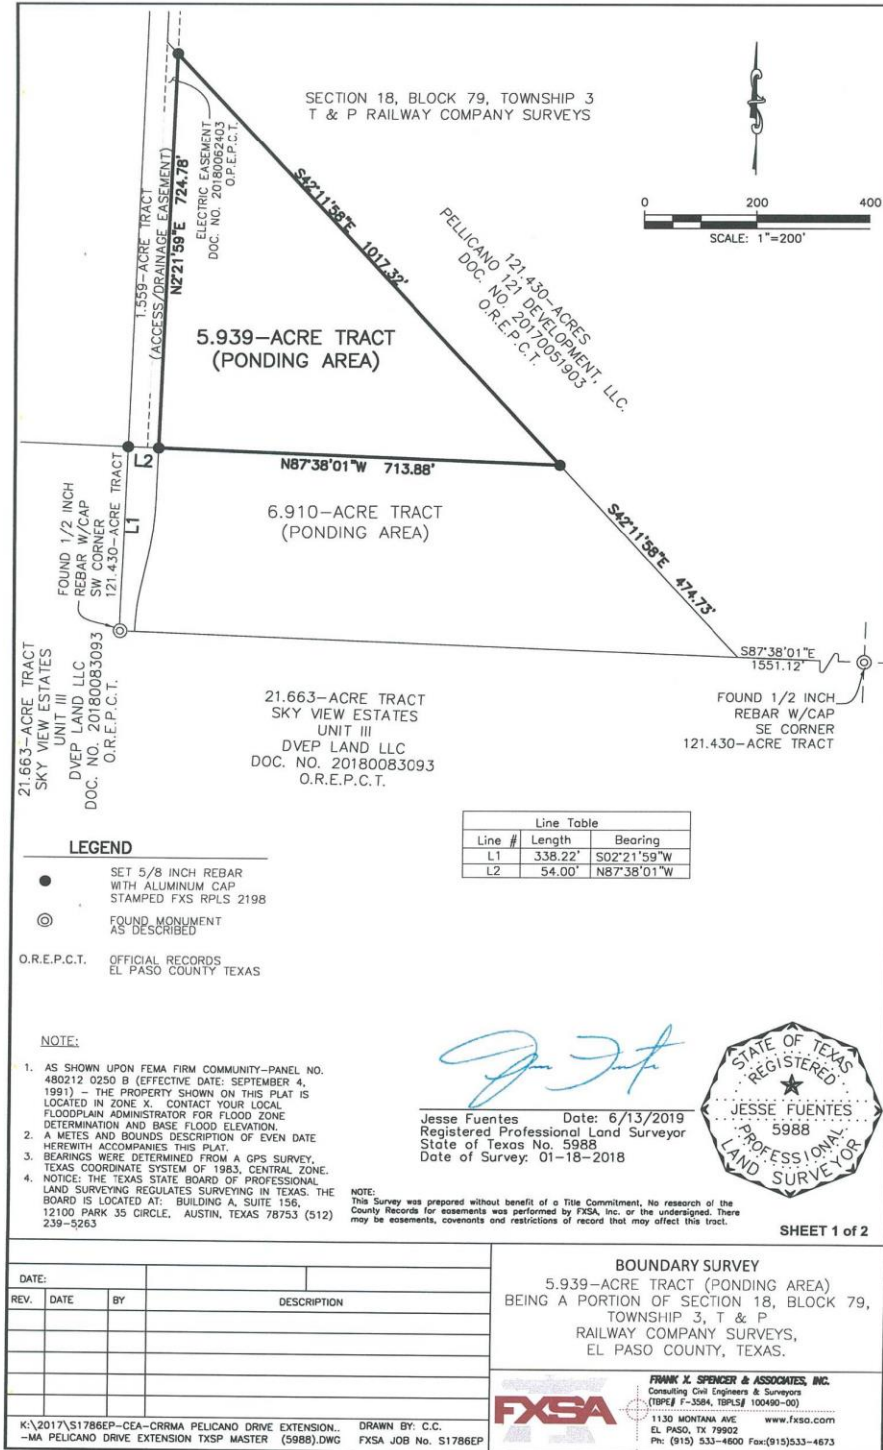 SECTION 18, BLOCK 79, TOWNSHIP 3
T & P RAILWAY COMPANY SURVEYS
0 200 400
SCALE: 1"=200'
1.559-ACRE TRACT
(ACCESS/DRAINAGE EASEMENT)
N2°21'59"E 724.78'
ELECTRIC EASEMENT
DOC. NO. 20180062403
O.R.E.P.C.T.
S42°11'58"E 1017.32'
121.430-ACRES
PELLICANO 121 DEVELOPMENT, LLC.
DOC. NO. 20170051903
O.R.E.P.C.T.
5.939-ACRE TRACT
(PONDING AREA)
L2
N87°38'01"W 713.88'
L1
6.910-ACRE TRACT
(PONDING AREA)
S42°11'58"E 474.73'
FOUND 1/2 INCH
REBAR W/CAP
SW CORNER
121.430-ACRE TRACT
S87°38'01"E
1551.12'
FOUND 1/2 INCH
REBAR W/CAP
SE CORNER
121.430-ACRE TRACT
21.663-ACRE TRACT
SKY VIEW ESTATES
UNIT III
DVEP LAND LLC
DOC. NO. 20180083093
O.R.E.P.C.T.
21.663-ACRE TRACT
SKY VIEW ESTATES
UNIT III
DVEP LAND LLC
DOC. NO. 20180083093
O.R.E.P.C.T.
Line Table
Line # Length Bearing
L1 338.22' S02°21'59"W
L2 54.00' N87°38'01"W
LEGEND
SET 5/8 INCH REBAR
WITH ALUMINUM CAP
STAMPED FXS RPLS 2198
FOUND MONUMENT
AS DESCRIBED
O.R.E.P.C.T. OFFICIAL RECORDS
EL PASO COUNTY TEXAS
NOTE:
1. AS SHOWN UPON FEMA FIRM COMMUNITY-PANEL NO.
480212 0250 B (EFFECTIVE DATE: SEPTEMBER 4,
1991) - THE PROPERTY SHOWN ON THIS PLAT IS
LOCATED IN ZONE X. CONTACT YOUR LOCAL
FLOODPLAIN ADMINISTRATOR FOR FLOOD ZONE
DETERMINATION AND BASE FLOOD ELEVATION.
2. A METES AND BOUNDS DESCRIPTION OF EVEN DATE
HEREWITH ACCOMPANIES THIS PLAT.
3. BEARINGS WERE DETERMINED FROM A GPS SURVEY,
TEXAS COORDINATE SYSTEM OF 1983, CENTRAL ZONE.
4. NOTICE: THE TEXAS STATE BOARD OF PROFESSIONAL
LAND SURVEYING REGULATES SURVEYING IN TEXAS. THE
BOARD IS LOCATED AT: BUILDING A, SUITE 156,
12100 PARK 35 CIRCLE, AUSTIN, TEXAS 78753 (512)
239-5263
Jesse Fuentes Date: 6/13/2019
Registered Professional Land Surveyor
State of Texas No. 5988
Date of Survey: 01-18-2018
STATE OF TEXAS
REGISTERED
JESSE FUENTES
5988
PROFESSIONAL
LAND SURVEYOR
NOTE:
This Survey was prepared without benefit of a Title Commitment, No research of the
County Records for easements was performed by FXSA, Inc. or the undersigned. There
may be easements, covenants and restrictions of record that may affect this tract.
SHEET 1 of 2
DATE:
REV. DATE BY DESCRIPTION
BOUNDARY SURVEY
5.939-ACRE TRACT (PONDING AREA)
BEING A PORTION OF SECTION 18, BLOCK 79,
TOWNSHIP 3, T & P
RAILWAY COMPANY SURVEYS,
EL PASO COUNTY, TEXAS.
K:\2017\S1786EP-CEA-CRRMA PELICANO DRIVE EXTENSION..
-MA PELICANO DRIVE EXTENSION TXSP MASTER (5988).DWG
DRAWN BY: C.C.
FXSA JOB No. S1786EP
FXSA
FRANK X. SPENCER & ASSOCIATES, INC.
Consulting Civil Engineers & Surveyors
(TBPE# F-3584, TBPLS# 100490-00)
1130 MONTANA AVE www.fxsa.com
EL PASO, TX 79902
Ph: (915) 533-4600 Fax:(915)533-4673